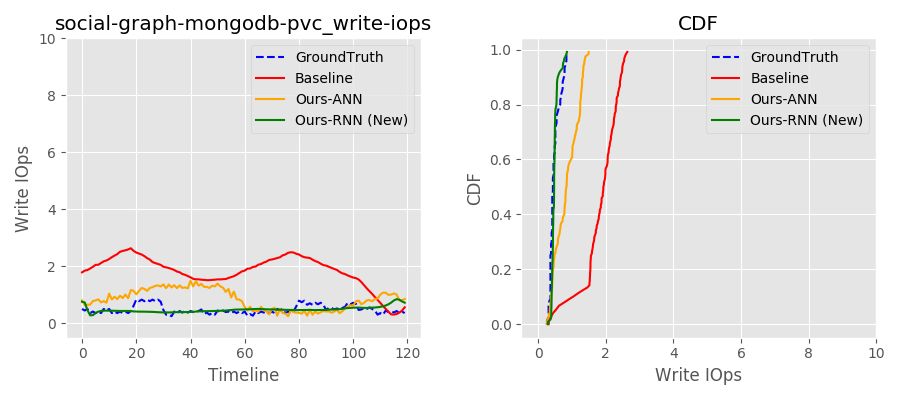 social-graph-mongodb-pvc_write-iops
10
8
6
4
2
0
Write IOps
0
20
40
60
80
100
120
Timeline
GroundTruth
Baseline
Ours-ANN
Ours-RNN (New)
CDF
1.0
0.8
0.6
0.4
0.2
0.0
CDF
0
2
4
6
8
10
Write IOps
GroundTruth
Baseline
Ours-ANN
Ours-RNN (New)